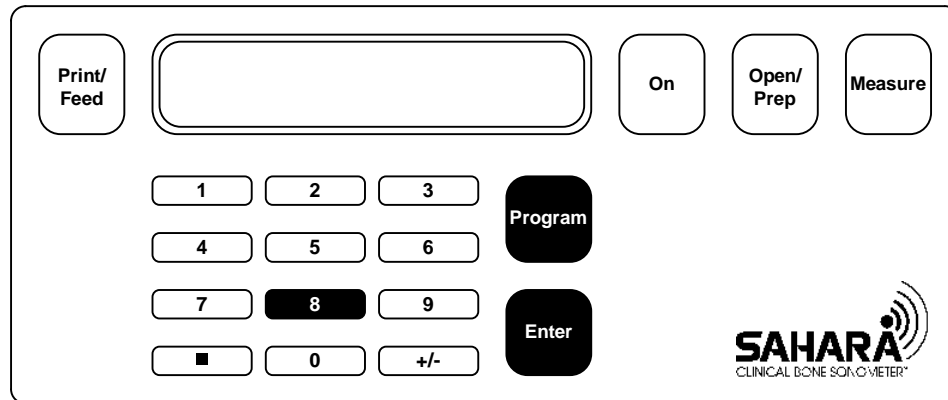 Print/
Feed
On
Open/
Prep
Measure
1 2 3
Program
4 5 6
7 8 9
Enter
0 +/-
SAHARA
CLINICAL BONE SONOMETER™